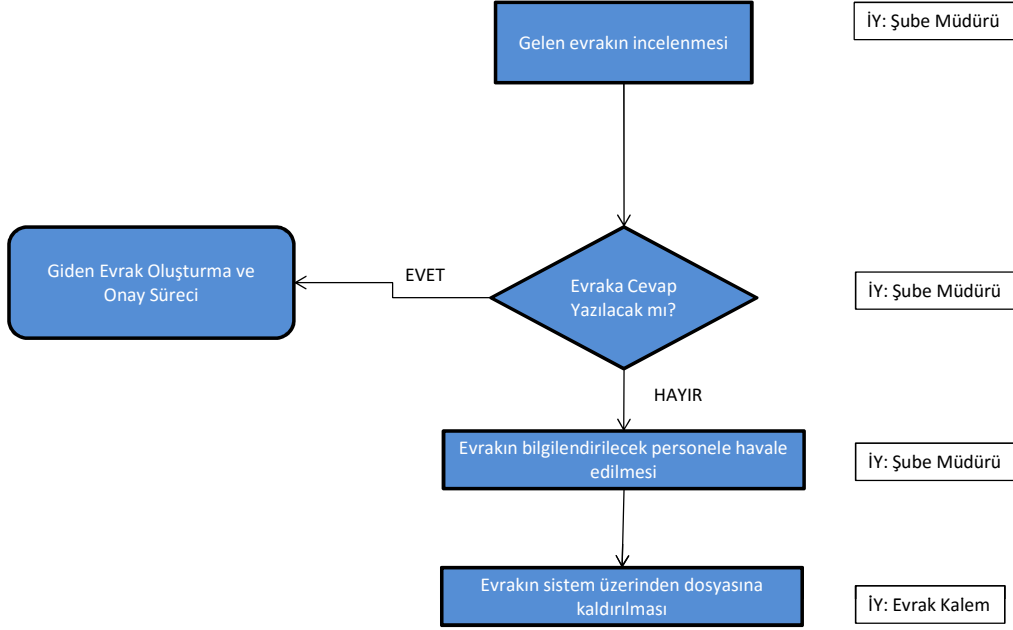 Gelen evrakın incelenmesi
İY: Şube Müdürü
Giden Evrak Oluşturma ve
Onay Süreci
EVET
Evraka Cevap
Yazılacak mı?
İY: Şube Müdürü
HAYIR
Evrakın bilgilendirilecek personele havale
edilmesi
İY: Şube Müdürü
Evrakın sistem üzerinden dosyasına
kaldırılması
İY: Evrak Kalem